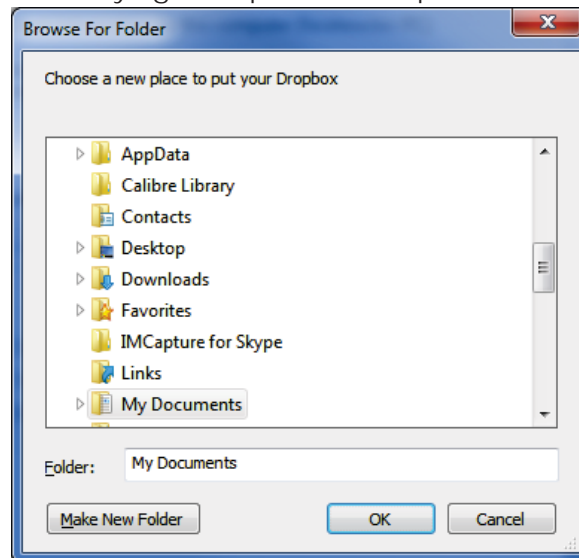 Browse For Folder
Choose a new place to put your Dropbox
AppData
Calibre Library
Contacts
Desktop
Downloads
Favorites
IMCapture for Skype
Links
My Documents
Folder: My Documents
Make New Folder OK Cancel